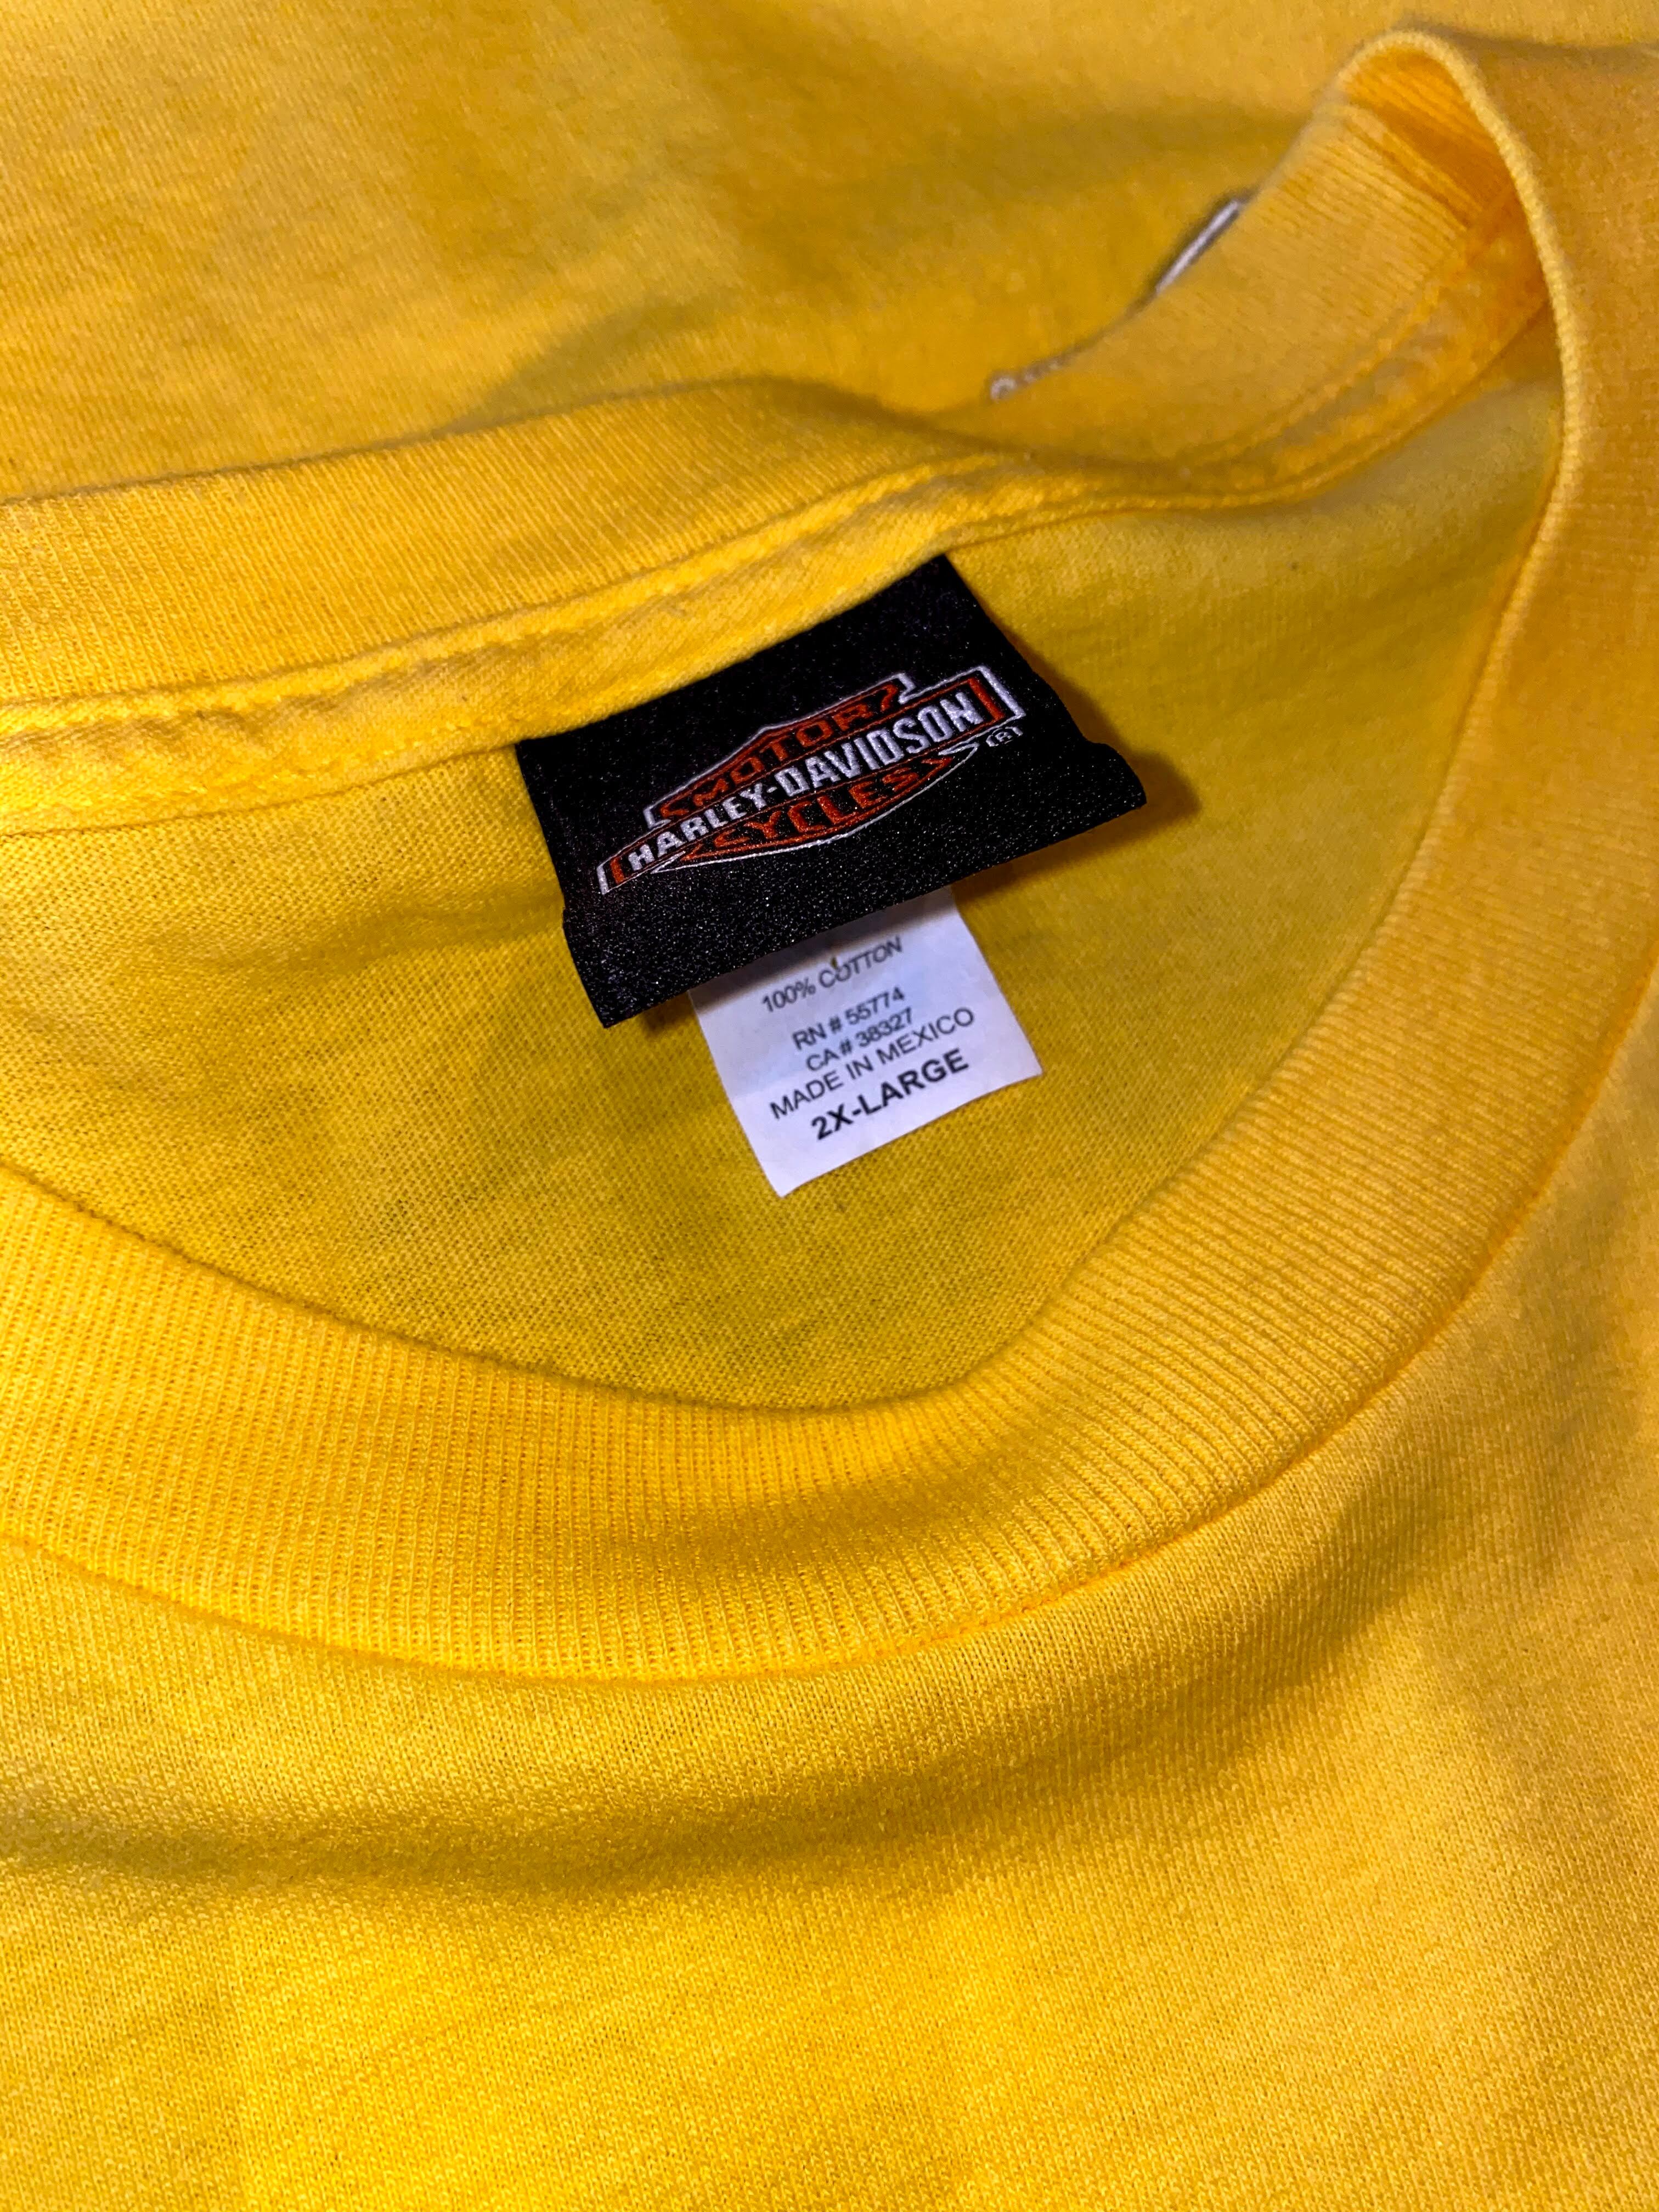 MOTOR
HARLEY-DAVIDSON
CYCLES ®
100% COTTON
RN # 55774
CA # 38327
MADE IN MEXICO
2X-LARGE